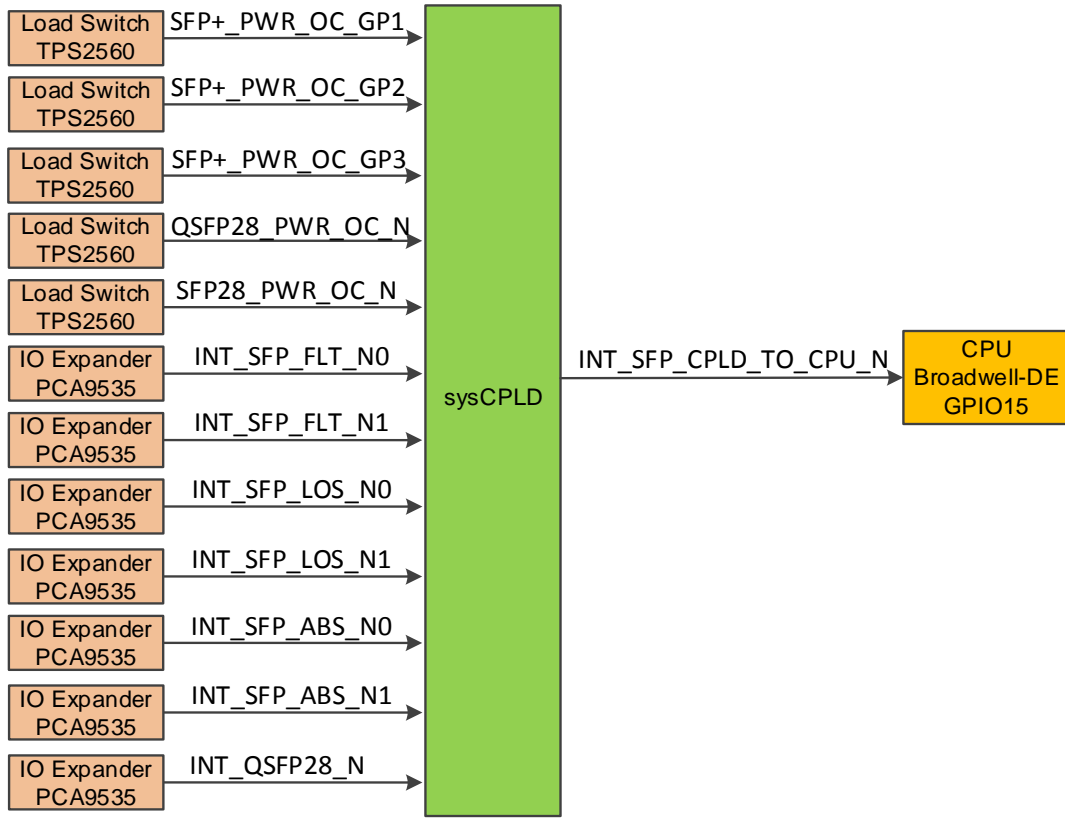 Load Switch
TPS2560
SFP+_PWR_OC_GP1
Load Switch
TPS2560
SFP+_PWR_OC_GP2
Load Switch
TPS2560
SFP+_PWR_OC_GP3
Load Switch
TPS2560
QSFP28_PWR_OC_N
Load Switch
TPS2560
SFP28_PWR_OC_N
IO Expander
PCA9535
INT_SFP_FLT_N0
IO Expander
PCA9535
INT_SFP_FLT_N1
IO Expander
PCA9535
INT_SFP_LOS_N0
IO Expander
PCA9535
INT_SFP_LOS_N1
IO Expander
PCA9535
INT_SFP_ABS_N0
IO Expander
PCA9535
INT_SFP_ABS_N1
IO Expander
PCA9535
INT_QSFP28_N
sysCPLD
INT_SFP_CPLD_TO_CPU_N
CPU
Broadwell-DE
GPIO15